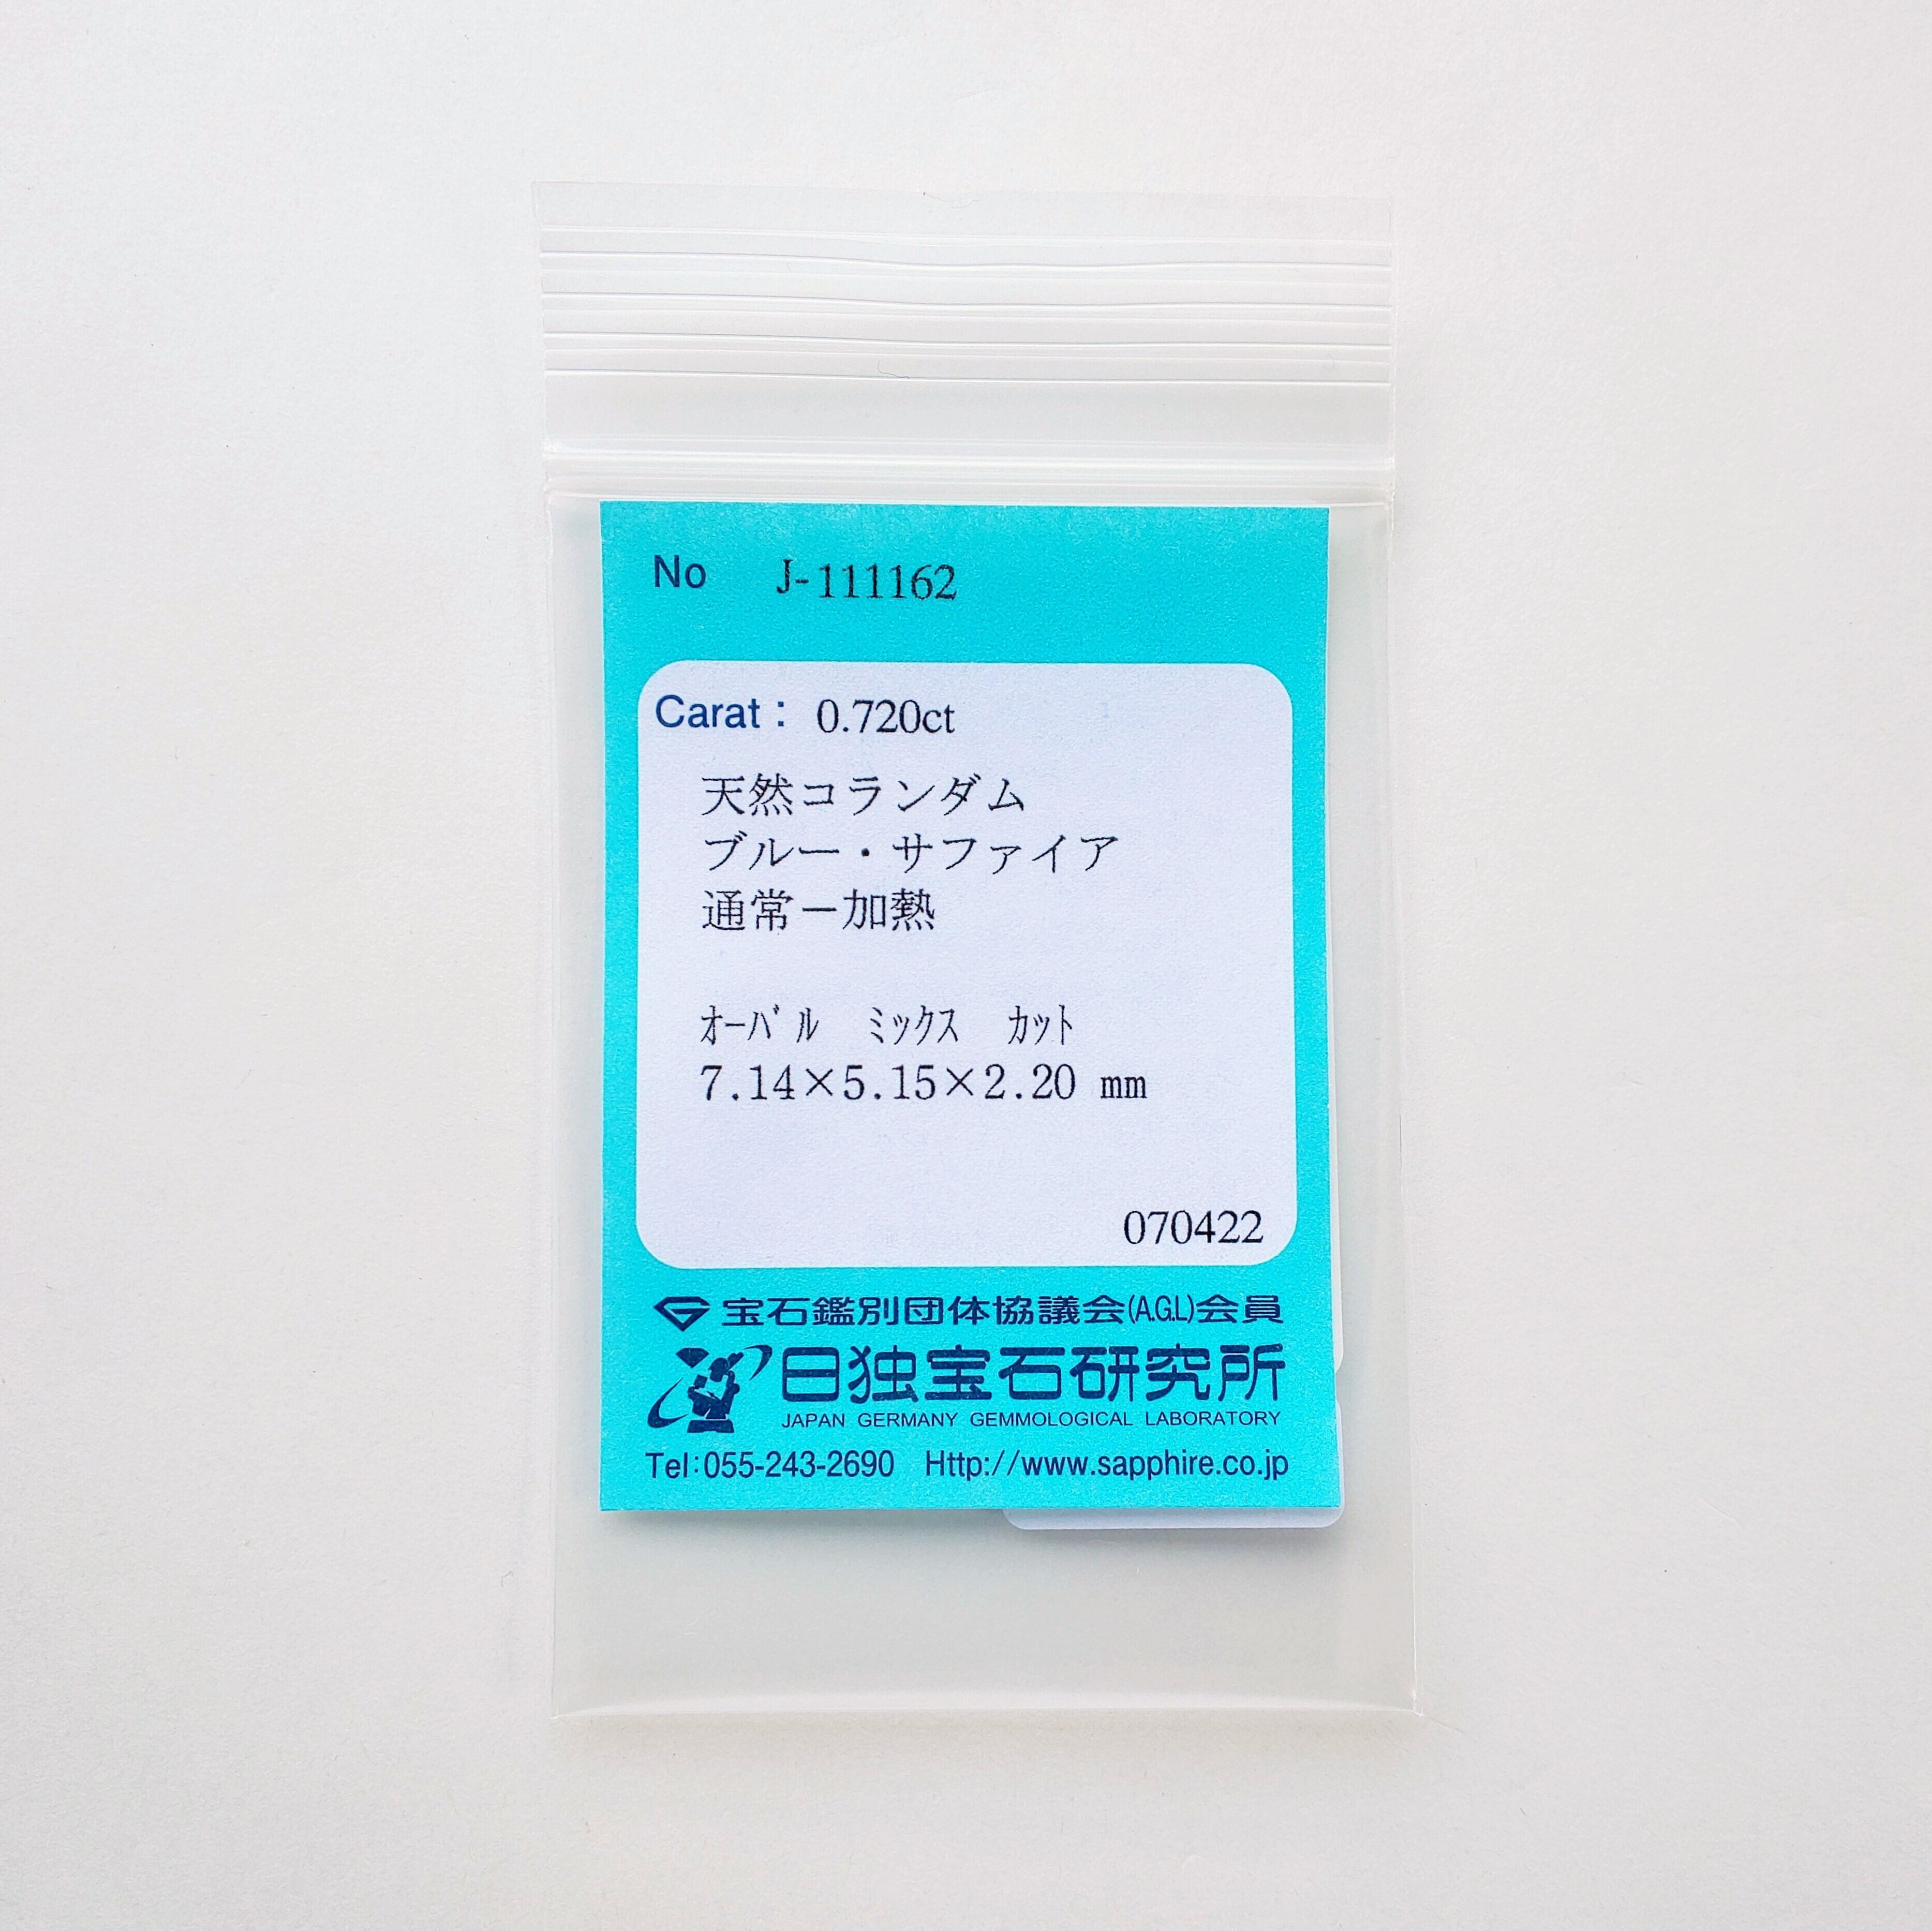 No J-111162
Carat： 0.720ct
天然コランダム
ブルー・サファイア
通常－加熱
ｵｰﾊﾞﾙ ﾐｯｸｽ ｶｯﾄ
7.14×5.15×2.20 mm
070422
宝石鑑別団体協議会(A.G.L)会員
日独宝石研究所
JAPAN GERMANY GEMMOLOGICAL LABORATORY
Tel:055-243-2690 Http://www.sapphire.co.jp